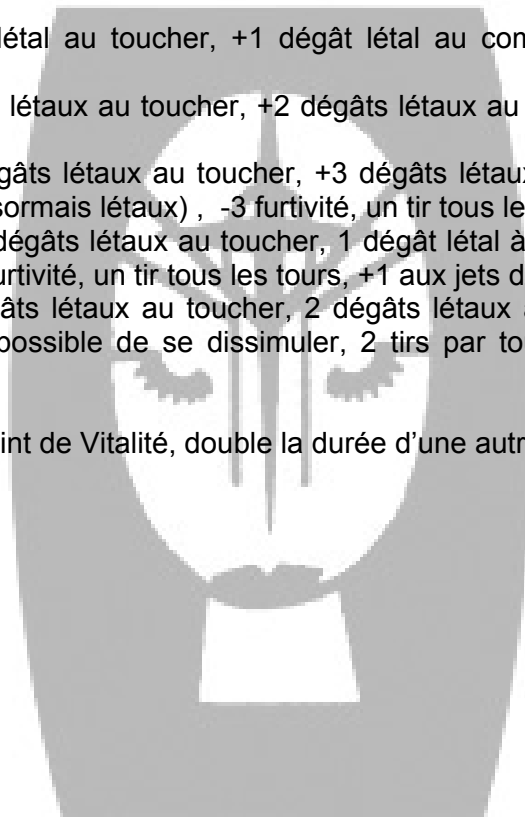 létal au toucher, +1 dégât létal au con
létaux au toucher, +2 dégâts létaux au
gâts létaux au toucher, +3 dégâts létaux
sormais létaux) , -3 furtivité, un tir tous le
dégâts létaux au toucher, 1 dégât létal à
urtivité, un tir tous les tours, +1 aux jets d
âts létaux au toucher, 2 dégâts létaux a
possible de se dissimuler, 2 tirs par to
int de Vitalité, double la durée d’une autr